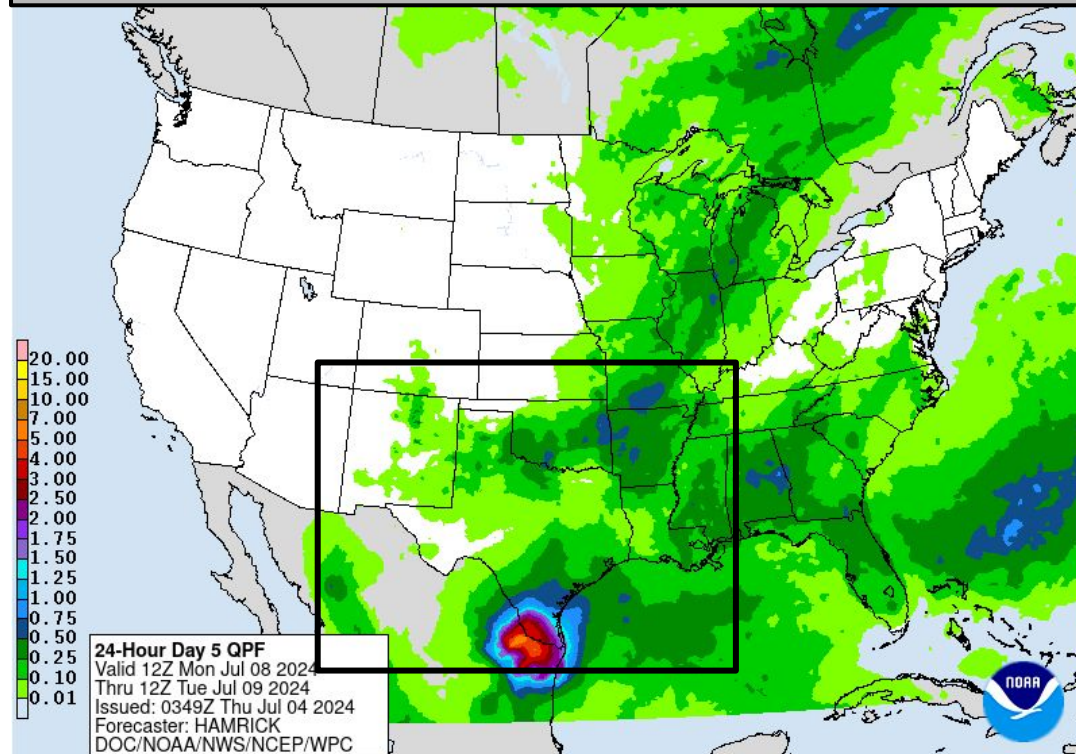 20.00
15.00
10.00
7.00
5.00
4.00
3.00
2.50
2.00
1.75
1.50
1.25
1.00
0.75
0.50
0.25
0.10
0.01
24-Hour Day 5 QPF
Valid 12Z Mon Jul 08 2024
Thru 12Z Tue Jul 09 2024
Issued: 0349Z Thu Jul 04 2024
Forecaster: HAMRICK
DOC/NOAA/NWS/NCEP/WPC
NOAA